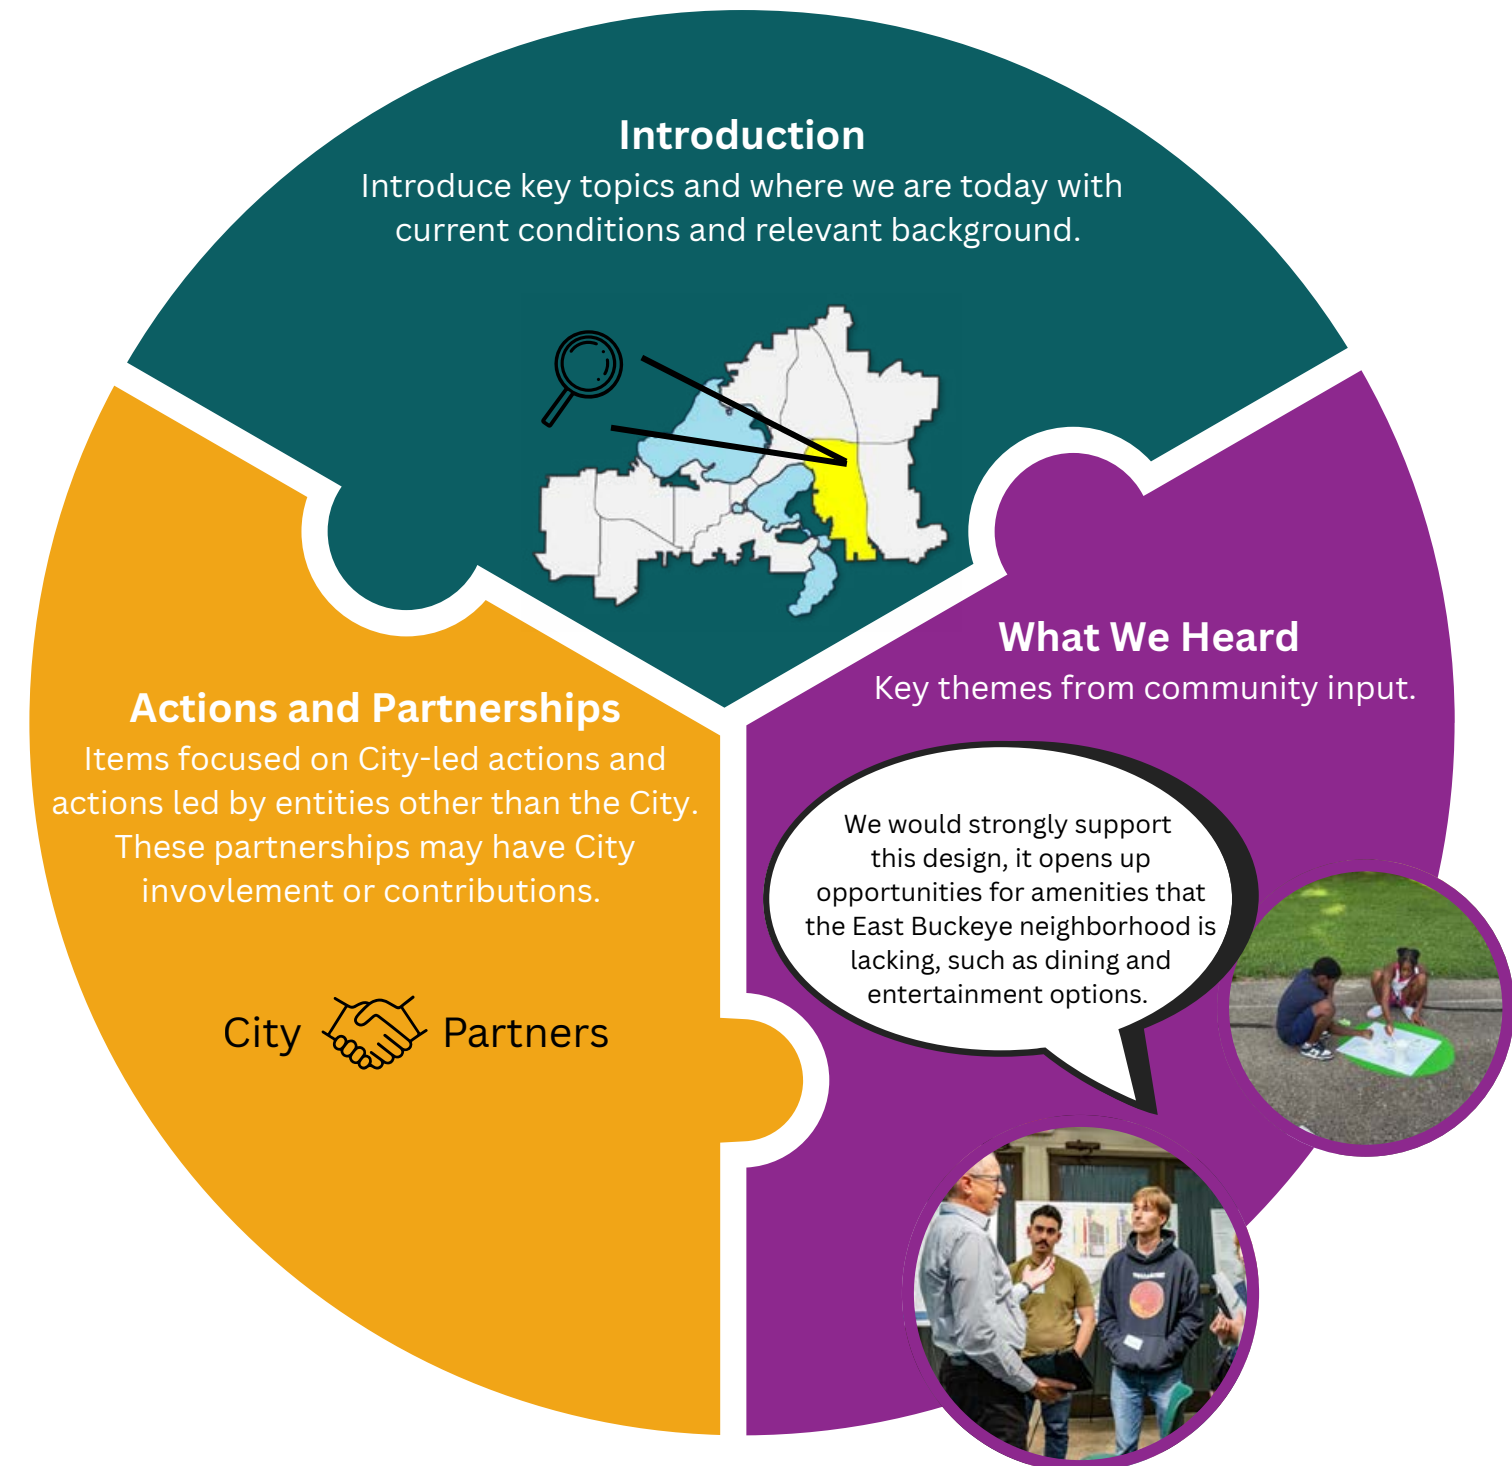 Introduction
Introduce key topics and where we are today with
current conditions and relevant background.
What We Heard
Key themes from community input.
We would strongly support
this design, it opens up
opportunities for amenities that
the East Buckeye neighborhood is
lacking, such as dining and
entertainment options.
Actions and Partnerships
Items focused on City-led actions and
actions led by entities other than the City.
These partnerships may have City
invovlement or contributions.
City Partners